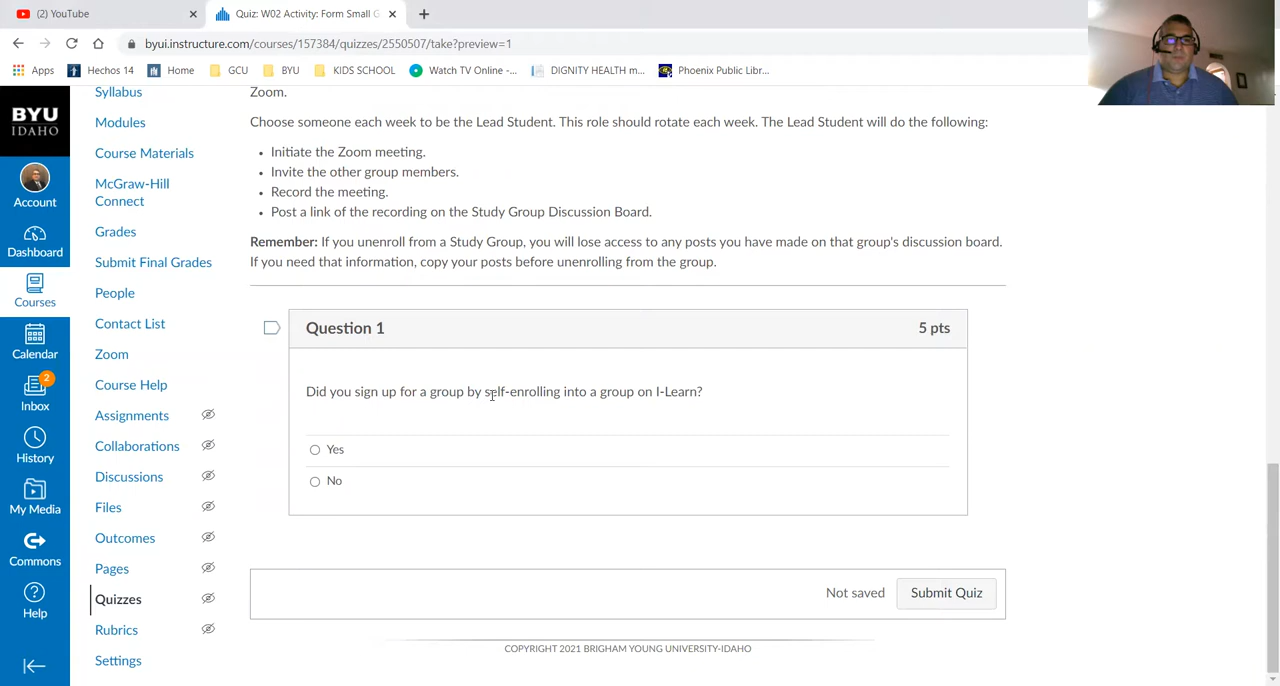 (2) YouTube
Quiz: W02 Activity: Form Small G
byui.instructure.com/courses/157384/quizzes/2550507/take?preview=1
Apps Hechos 14 Home GCU BYU KIDS SCHOOL Watch TV Online -... DIGNITY HEALTH m... Phoenix Public Libr...
BYU
IDAHO
Account
Dashboard
Courses
Calendar
2
Inbox
History
My Media
Commons
Help
Syllabus
Modules
Course Materials
McGraw-Hill
Connect
Grades
Submit Final Grades
People
Contact List
Zoom
Course Help
Assignments
Collaborations
Discussions
Files
Outcomes
Pages
Quizzes
Rubrics
Settings
Zoom.
Choose someone each week to be the Lead Student. This role should rotate each week. The Lead Student will do the following:
• Initiate the Zoom meeting.
• Invite the other group members.
• Record the meeting.
• Post a link of the recording on the Study Group Discussion Board.
Remember: If you unenroll from a Study Group, you will lose access to any posts you have made on that group's discussion board.
If you need that information, copy your posts before unenrolling from the group.
Question 1 5 pts
Did you sign up for a group by self-enrolling into a group on I-Learn?
Yes
No
Not saved Submit Quiz
COPYRIGHT 2021 BRIGHAM YOUNG UNIVERSITY-IDAHO